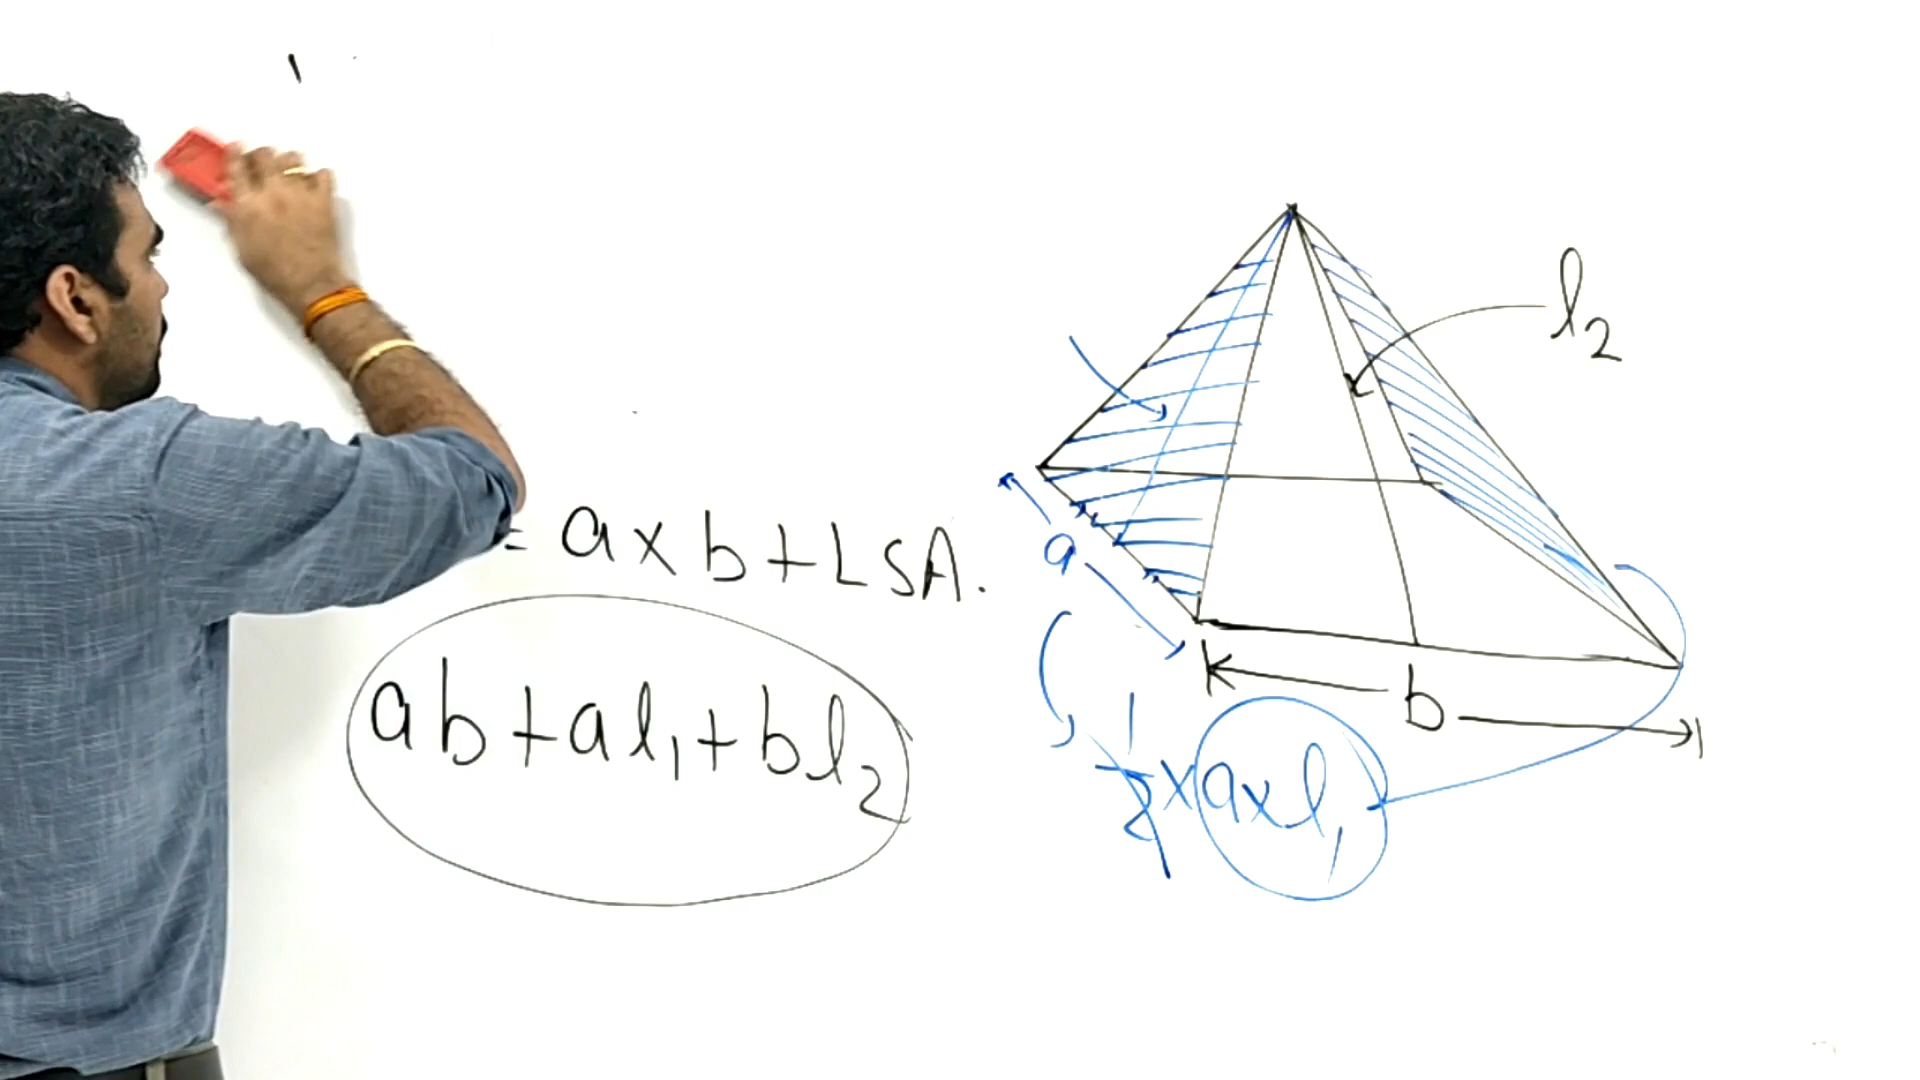 = a x b + LSA.
ab + al₁ + bl₂
l₂
a
b
1/2 x a x l₁